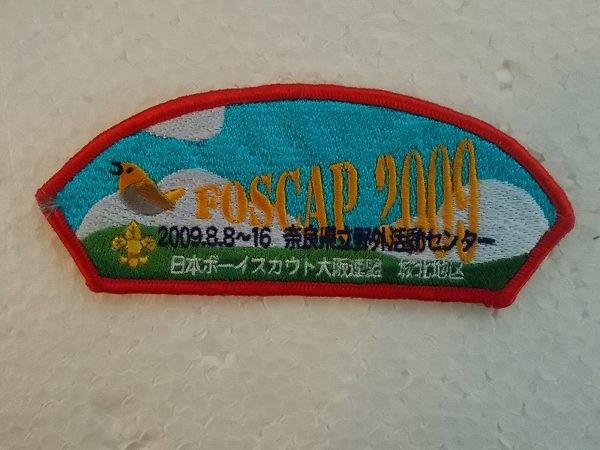 FOSCAP 2009
2009.8.8~16 奈良県立野外活動センター
日本ボーイスカウト大阪連盟 城北地区